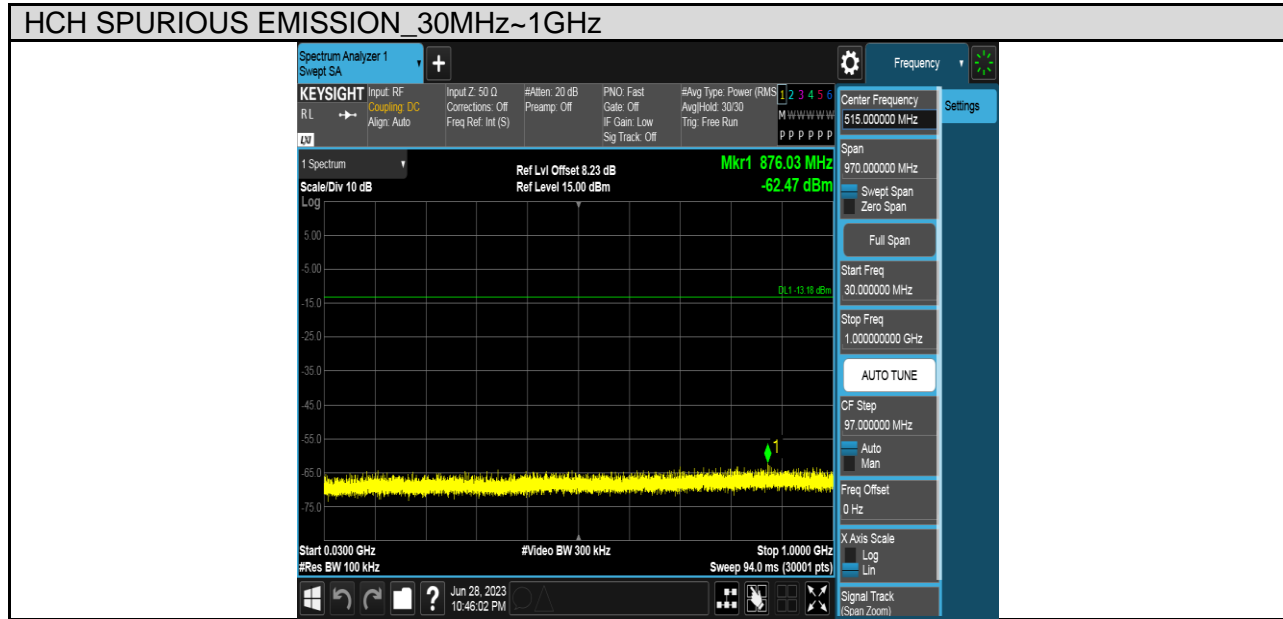 HCH SPURIOUS EMISSION_30MHz~1GHz
Spectrum Analyzer 1
Swept SA
+
Frequency
KEYSIGHT
RL
LXI
Input: RF
Coupling: DC
Align: Auto
Input Z: 50 Ω
Corrections: Off
Freq Ref: Int (S)
#Atten: 20 dB
Preamp: Off
PNO: Fast
Gate: Off
IF Gain: Low
Sig Track: Off
#Avg Type: Power (RMS
Avg|Hold: 30/30
Trig: Free Run
1 2 3 4 5 6
M W W W W W
P P P P P P
Center Frequency
515.000000 MHz
Settings
1 Spectrum
Ref Lvl Offset 8.23 dB
Mkr1 876.03 MHz
Scale/Div 10 dB
Ref Level 15.00 dBm
-62.47 dBm
Span
970.000000 MHz
Swept Span
Zero Span
Log
5.00
-5.00
-15.0
-25.0
-35.0
-45.0
-55.0
-65.0
-75.0
DL1 -13.18 dBm
1
Full Span
Start Freq
30.000000 MHz
Stop Freq
1.000000000 GHz
AUTO TUNE
CF Step
97.000000 MHz
Auto
Man
Freq Offset
0 Hz
X Axis Scale
Log
Lin
Signal Track
(Span Zoom)
Start 0.0300 GHz
#Video BW 300 kHz
Stop 1.0000 GHz
#Res BW 100 kHz
Sweep 94.0 ms (30001 pts)
?
Jun 28, 2023
10:46:02 PM